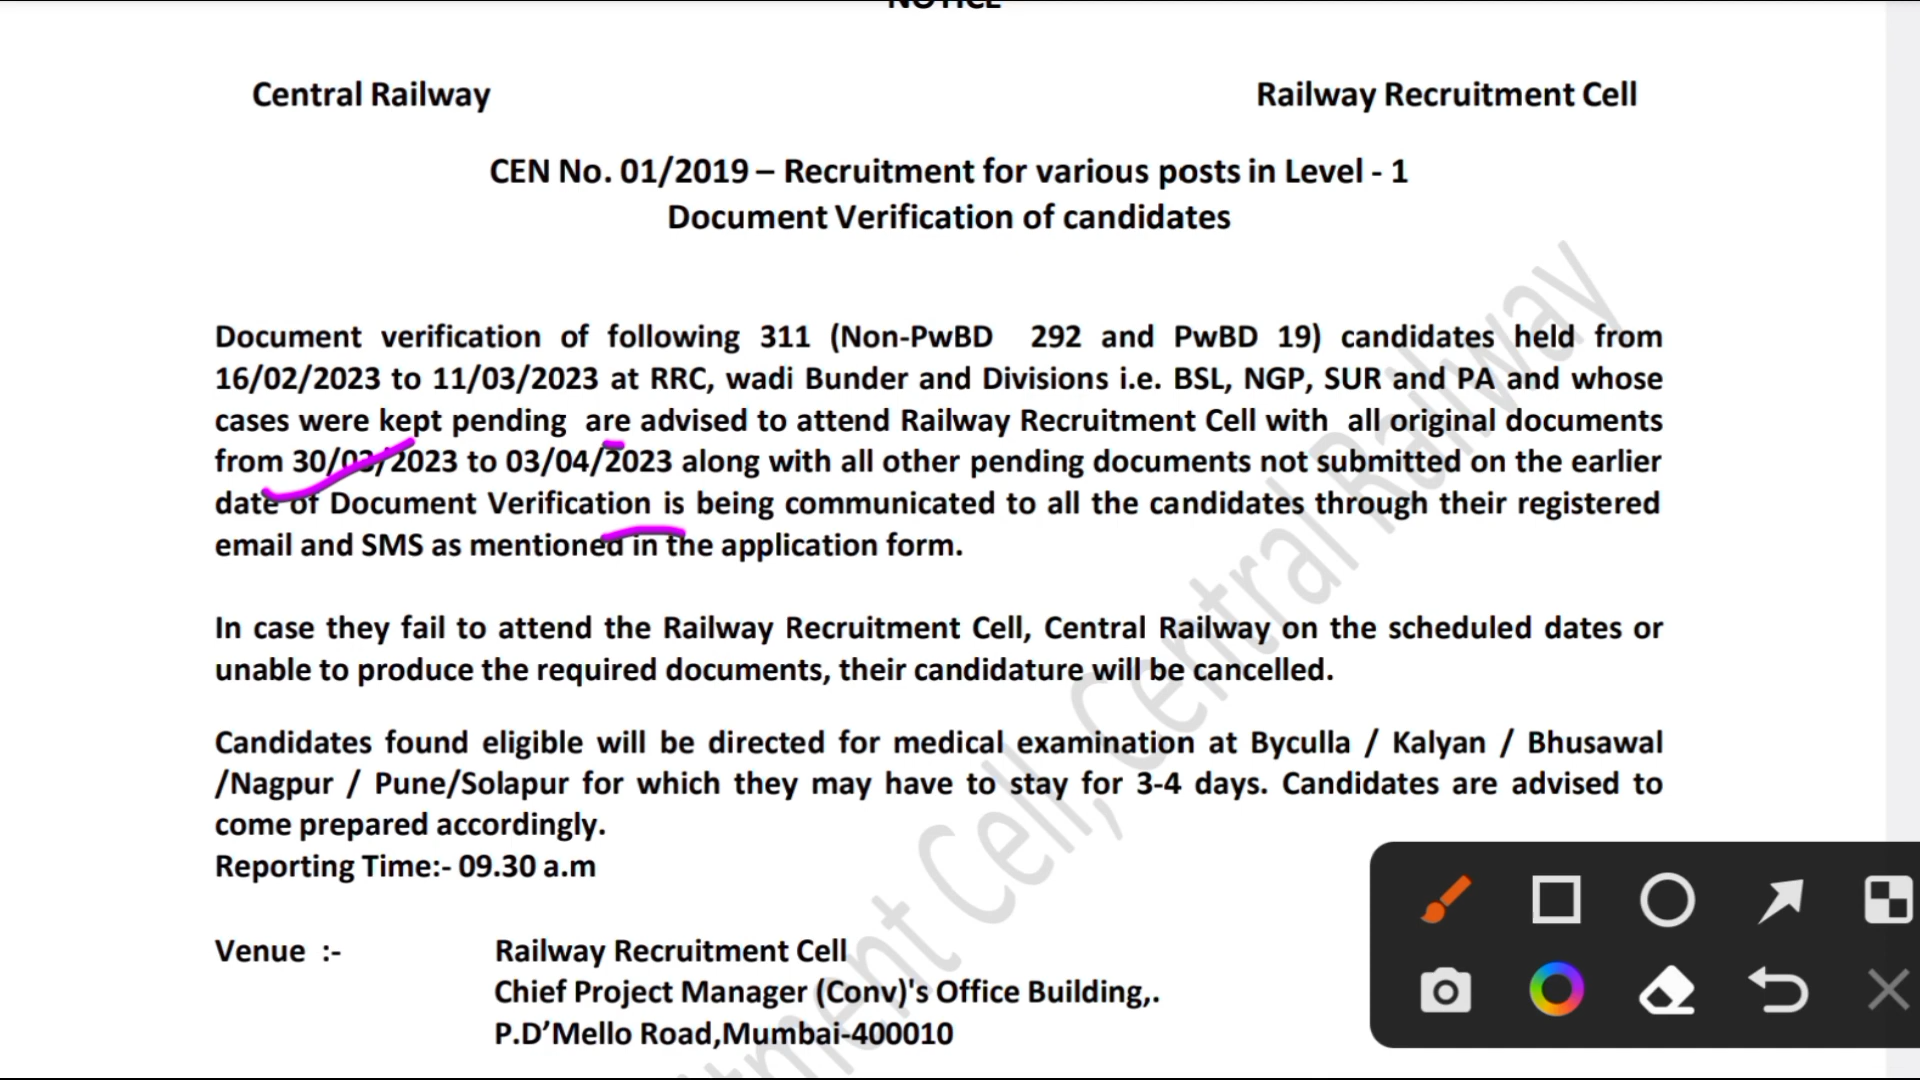 NOTICE
Central Railway Railway Recruitment Cell
CEN No. 01/2019 – Recruitment for various posts in Level - 1
Document Verification of candidates
Document verification of following 311 (Non-PwBD 292 and PwBD 19) candidates held from
16/02/2023 to 11/03/2023 at RRC, wadi Bunder and Divisions i.e. BSL, NGP, SUR and PA and whose
cases were kept pending are advised to attend Railway Recruitment Cell with all original documents
from 30/03/2023 to 03/04/2023 along with all other pending documents not submitted on the earlier
date of Document Verification is being communicated to all the candidates through their registered
email and SMS as mentioned in the application form.
In case they fail to attend the Railway Recruitment Cell, Central Railway on the scheduled dates or
unable to produce the required documents, their candidature will be cancelled.
Candidates found eligible will be directed for medical examination at Byculla / Kalyan / Bhusawal
/Nagpur / Pune/Solapur for which they may have to stay for 3-4 days. Candidates are advised to
come prepared accordingly.
Reporting Time:- 09.30 a.m
Venue :- Railway Recruitment Cell
Chief Project Manager (Conv)'s Office Building,.
P.D’Mello Road,Mumbai-400010
itment Cell, Central Railway